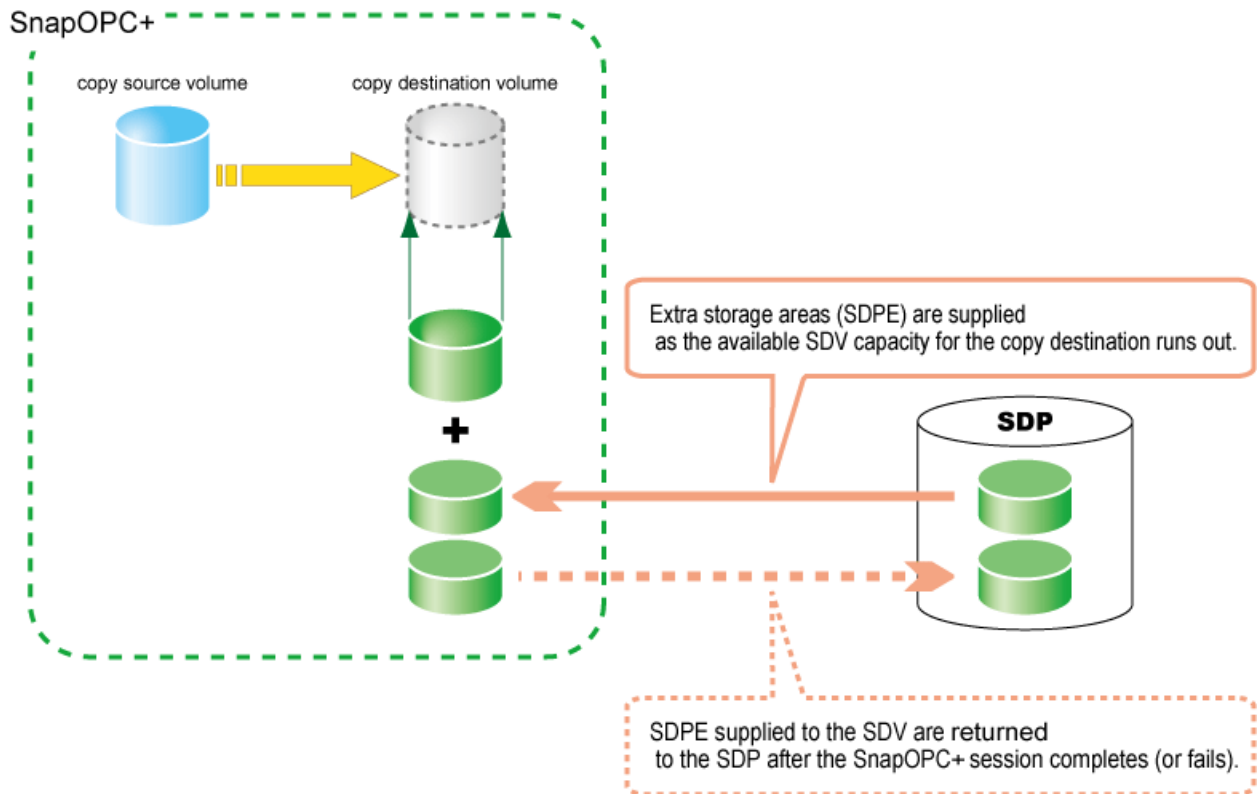 SnapOPC+
copy source volume
copy destination volume
Extra storage areas (SDPE) are supplied
as the available SDV capacity for the copy destination runs out.
SDP
SDPE supplied to the SDV are returned
to the SDP after the SnapOPC+ session completes (or fails).